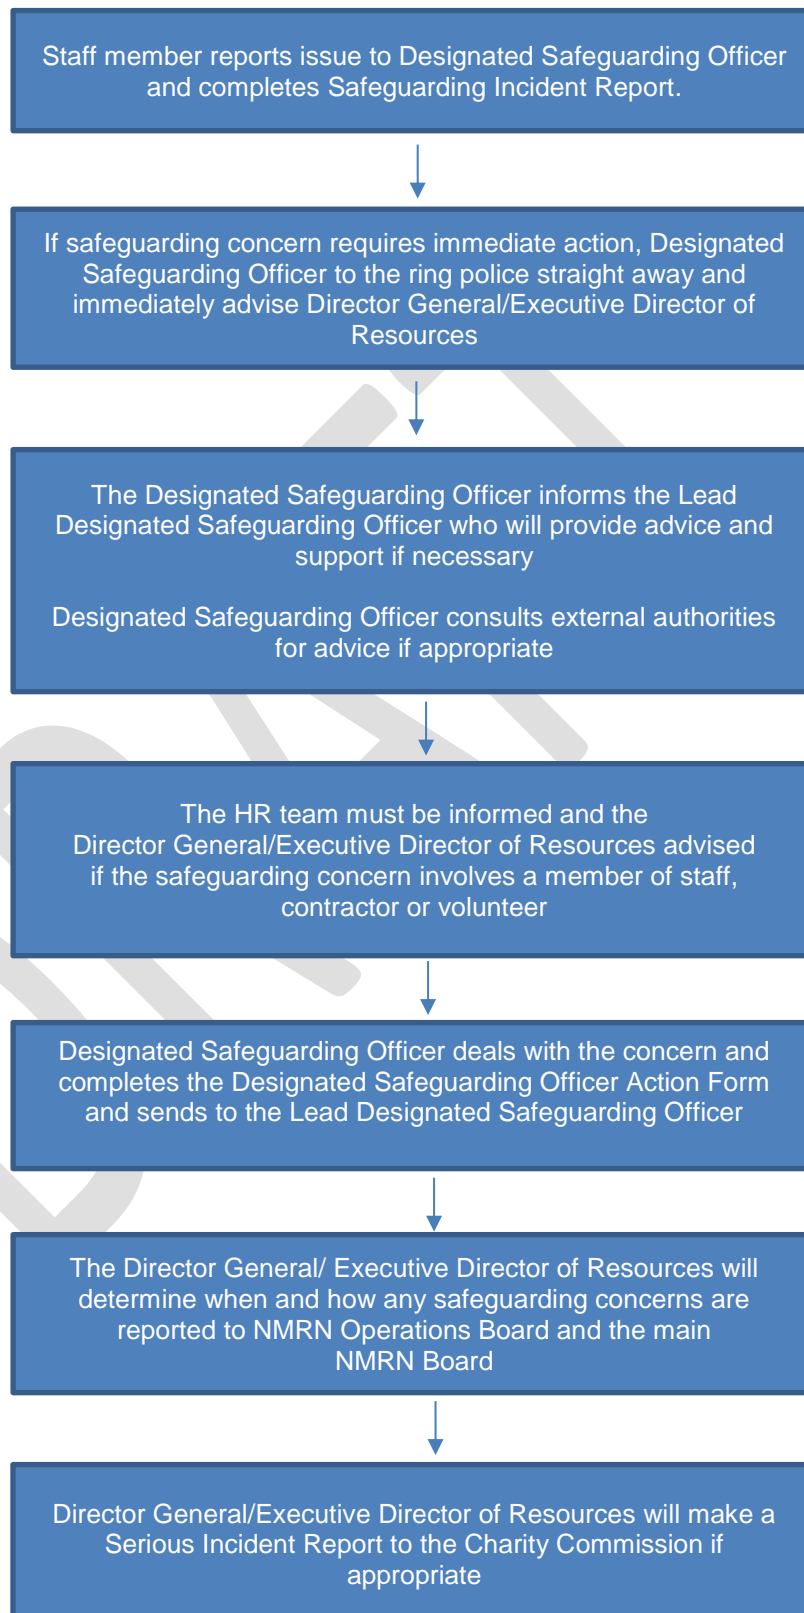 Staff member reports issue to Designated Safeguarding Officer
and completes Safeguarding Incident Report.
If safeguarding concern requires immediate action, Designated
Safeguarding Officer to the ring police straight away and
immediately advise Director General/Executive Director of
Resources
The Designated Safeguarding Officer informs the Lead
Designated Safeguarding Officer who will provide advice and
support if necessary
Designated Safeguarding Officer consults external authorities
for advice if appropriate
The HR team must be informed and the
Director General/Executive Director of Resources advised
if the safeguarding concern involves a member of staff,
contractor or volunteer
Designated Safeguarding Officer deals with the concern and
completes the Designated Safeguarding Officer Action Form
and sends to the Lead Designated Safeguarding Officer
The Director General/ Executive Director of Resources will
determine when and how any safeguarding concerns are
reported to NMRN Operations Board and the main
NMRN Board
Director General/Executive Director of Resources will make a
Serious Incident Report to the Charity Commission if
appropriate
DRAFT